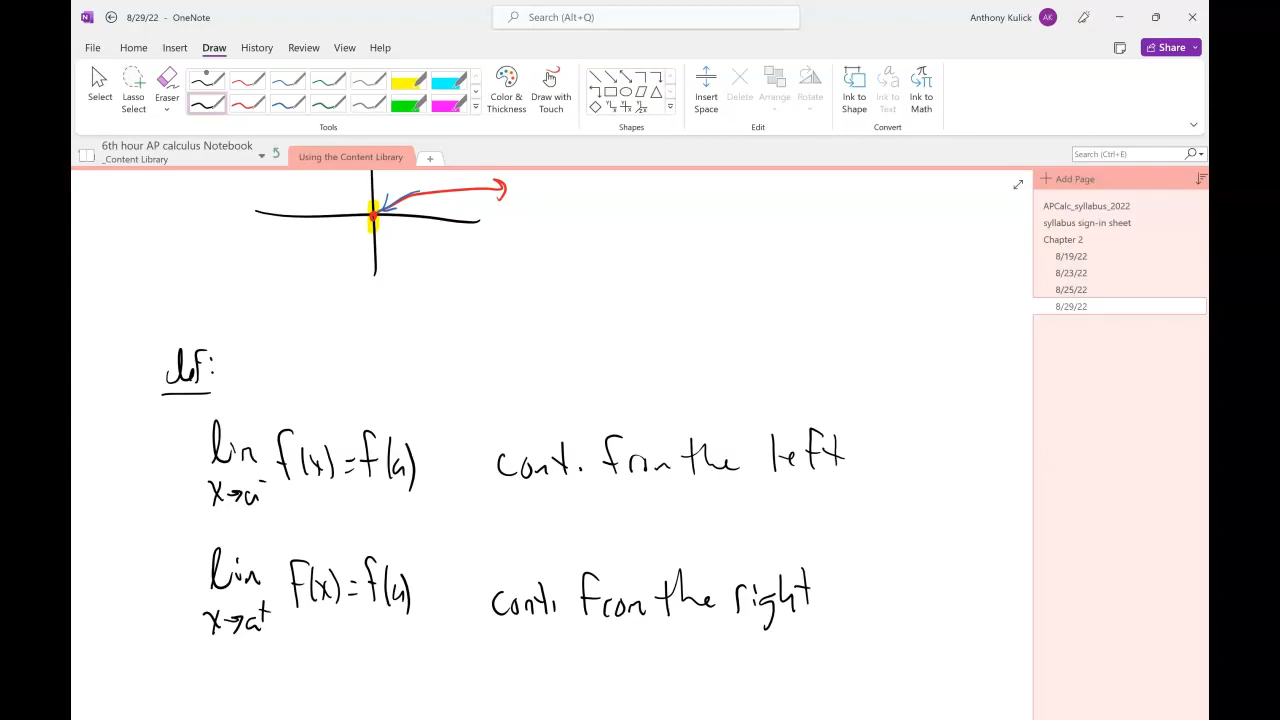 8/29/22 - OneNote
Search (Alt+Q)
Anthony Kulick
AK
File Home Insert Draw History Review View Help
Share
Select
Lasso Select
Eraser
Color & Thickness
Draw with Touch
Insert Space
Delete
Arrange
Rotate
Ink to Shape
Ink to Text
Ink to Math
Tools
Shapes
Edit
Convert
6th hour AP calculus Notebook
_Content Library
Using the Content Library
Search (Ctrl+E)
Add Page
APCalc_syllabus_2022
syllabus sign-in sheet
Chapter 2
8/19/22
8/23/22
8/25/22
8/29/22
def:
lim f(x) = f(a) cont. from the left
x→a⁻
lim f(x) = f(a) cont. from the right
x→a⁺